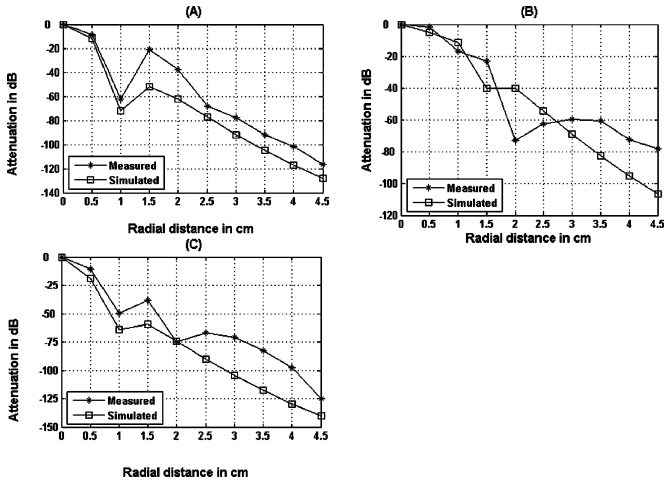 (A)
Attenuation in dB
0
-20
-40
-60
-80
-100
-120
-140
Measured
Simulated
0 0.5 1 1.5 2 2.5 3 3.5 4 4.5
Radial distance in cm
(B)
Attenuation in dB
0
-20
-40
-60
-80
-100
-120
Measured
Simulated
0 0.5 1 1.5 2 2.5 3 3.5 4 4.5
Radial distance in cm
(C)
Attenuation in dB
0
-25
-50
-75
-100
-125
-150
Measured
Simulated
0 0.5 1 1.5 2 2.5 3 3.5 4 4.5
Radial distance in cm